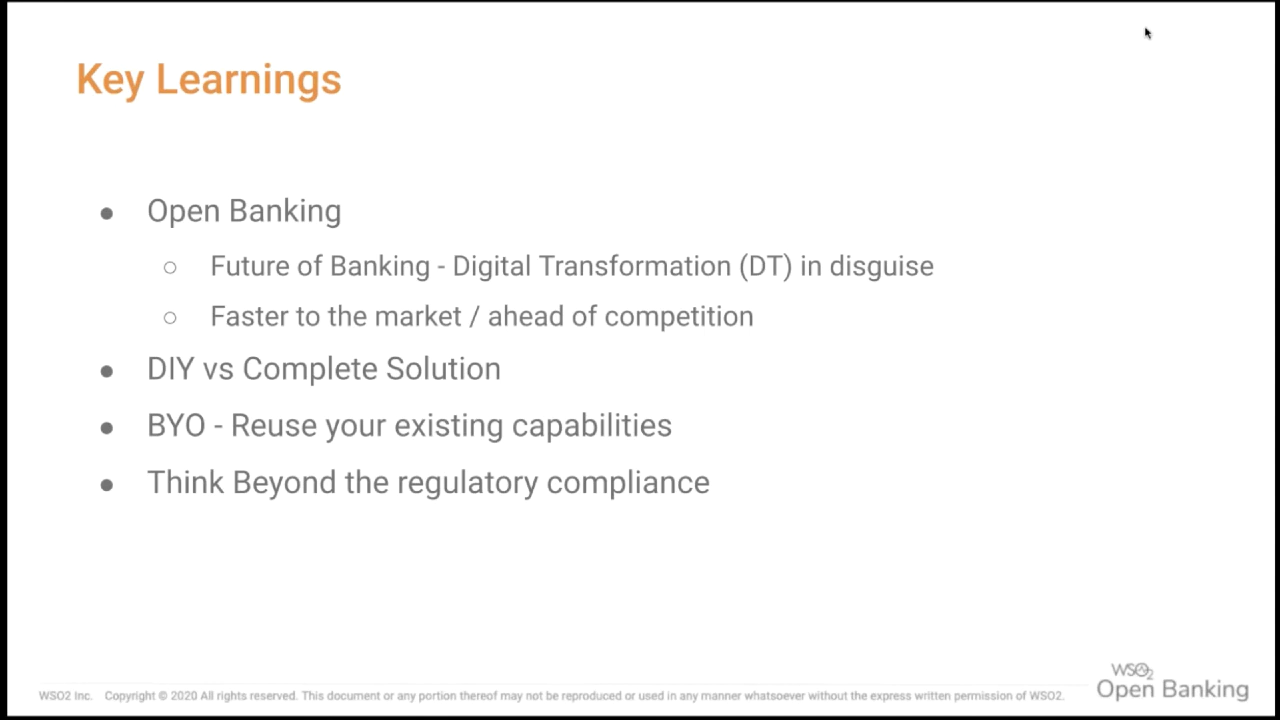 Key Learnings
● Open Banking
○ Future of Banking - Digital Transformation (DT) in disguise
○ Faster to the market / ahead of competition
● DIY vs Complete Solution
● BYO - Reuse your existing capabilities
● Think Beyond the regulatory compliance
WSO2 Inc. Copyright © 2020 All rights reserved. This document or any portion thereof may not be reproduced or used in any manner whatsoever without the express written permission of WSO2.
WSO2
Open Banking